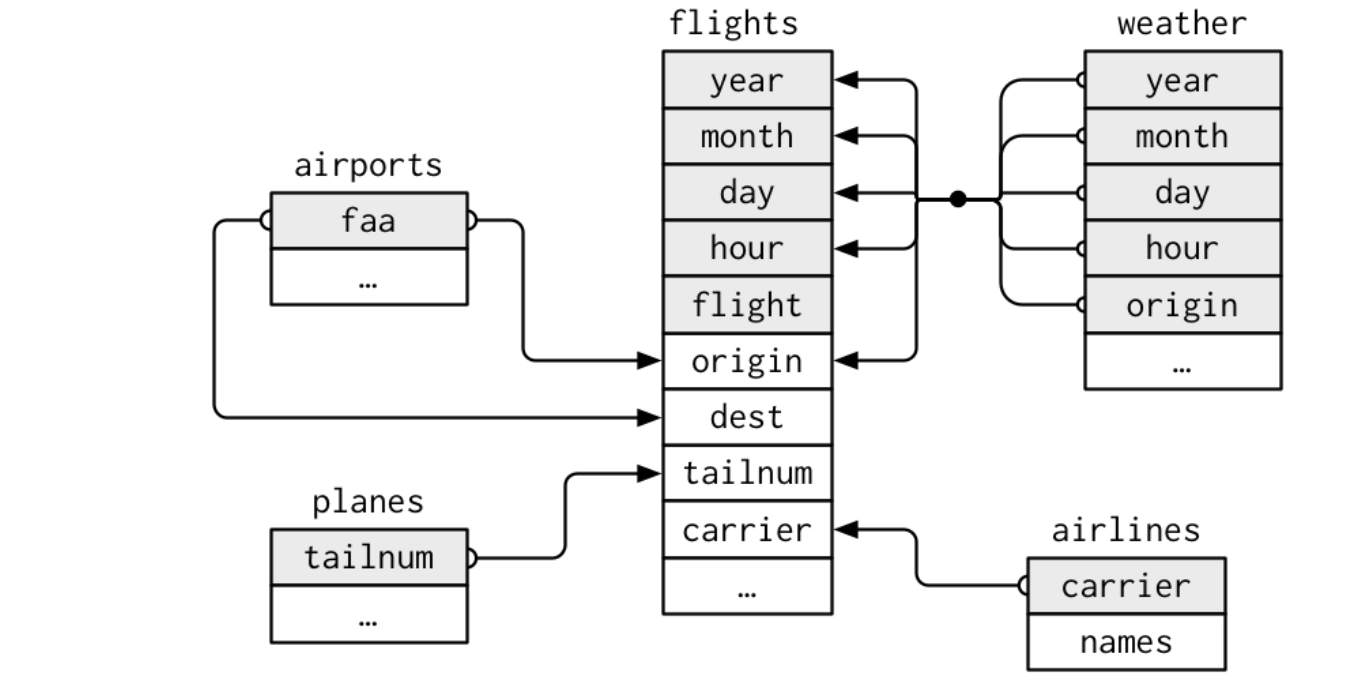 airports
faa
…
planes
tailnum
…
flights
year
month
day
hour
flight
origin
dest
tailnum
carrier
…
weather
year
month
day
hour
origin
…
airlines
carrier
names